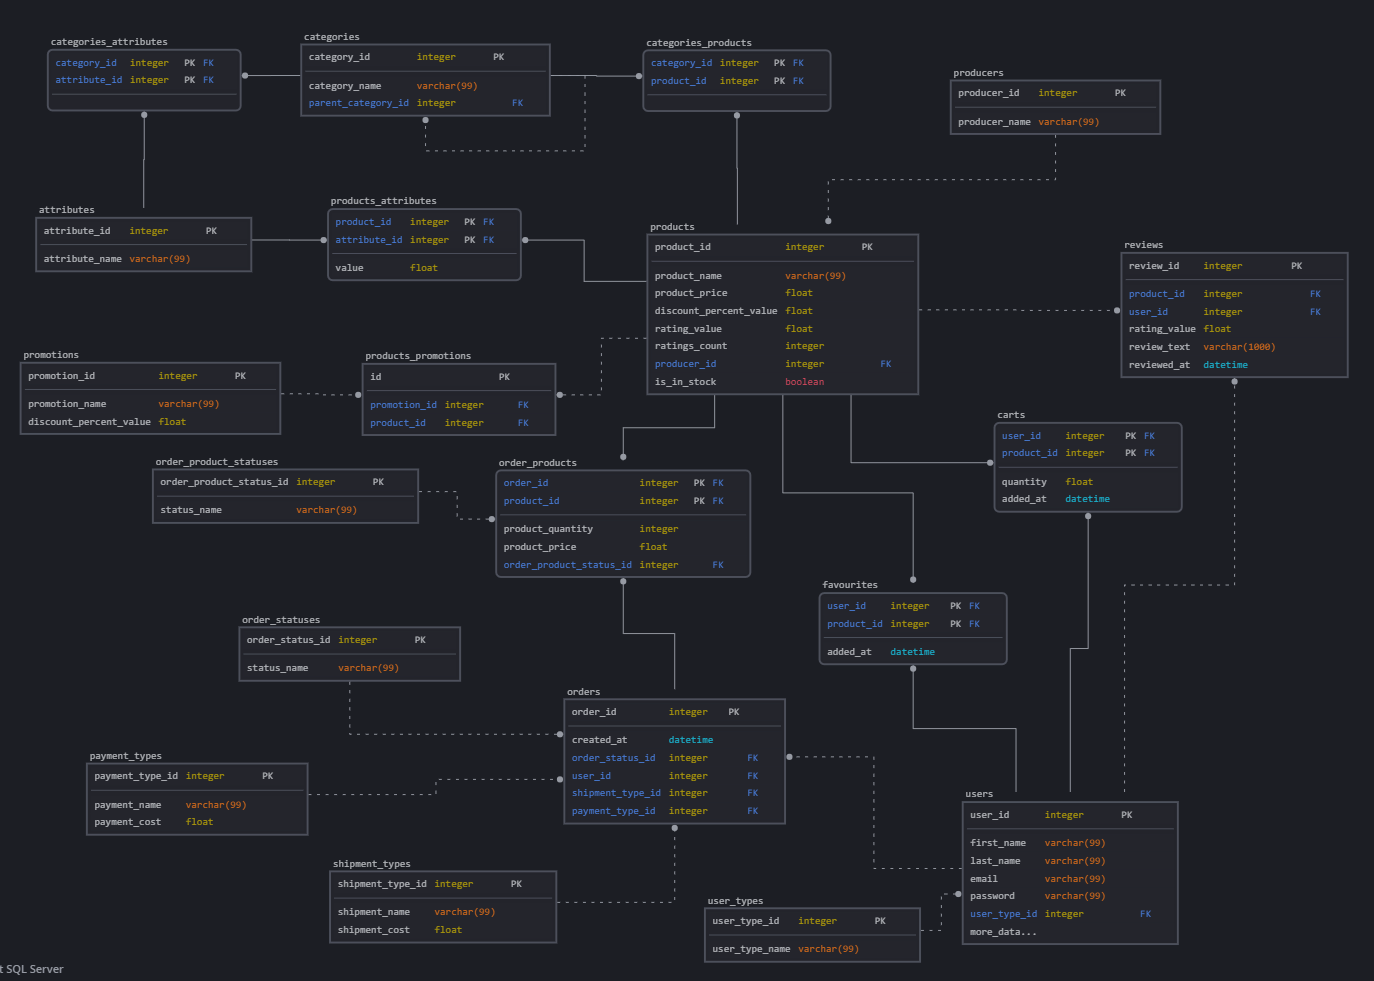 categories_attributes
category_id integer PK FK
attribute_id integer PK FK
categories
category_id integer PK
category_name varchar(99)
parent_category_id integer FK
categories_products
category_id integer PK FK
product_id integer PK FK
producers
producer_id integer PK
producer_name varchar(99)
attributes
attribute_id integer PK
attribute_name varchar(99)
products_attributes
product_id integer PK FK
attribute_id integer PK FK
value float
products
product_id integer PK
product_name varchar(99)
product_price float
discount_percent_value float
rating_value float
ratings_count integer
producer_id integer FK
is_in_stock boolean
reviews
review_id integer PK
product_id integer FK
user_id integer FK
rating_value float
review_text varchar(1000)
reviewed_at datetime
promotions
promotion_id integer PK
promotion_name varchar(99)
discount_percent_value float
products_promotions
id PK
promotion_id integer FK
product_id integer FK
carts
user_id integer PK FK
product_id integer PK FK
quantity float
added_at datetime
order_product_statuses
order_product_status_id integer PK
status_name varchar(99)
order_products
order_id integer PK FK
product_id integer PK FK
product_quantity integer
product_price float
order_product_status_id integer FK
favourites
user_id integer PK FK
product_id integer PK FK
added_at datetime
order_statuses
order_status_id integer PK
status_name varchar(99)
orders
order_id integer PK
created_at datetime
order_status_id integer FK
user_id integer FK
shipment_type_id integer FK
payment_type_id integer FK
payment_types
payment_type_id integer PK
payment_name varchar(99)
payment_cost float
users
user_id integer PK
first_name varchar(99)
last_name varchar(99)
email varchar(99)
password varchar(99)
user_type_id integer FK
more_data...
shipment_types
shipment_type_id integer PK
shipment_name varchar(99)
shipment_cost float
user_types
user_type_id integer PK
user_type_name varchar(99)
t SQL Server